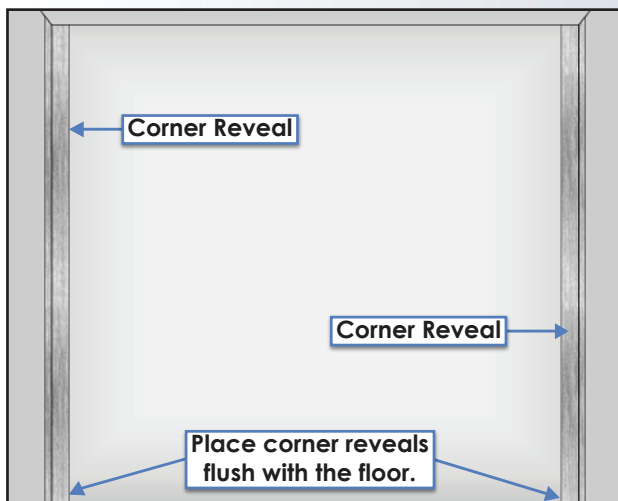 Corner Reveal
Corner Reveal
Place corner reveals
flush with the floor.